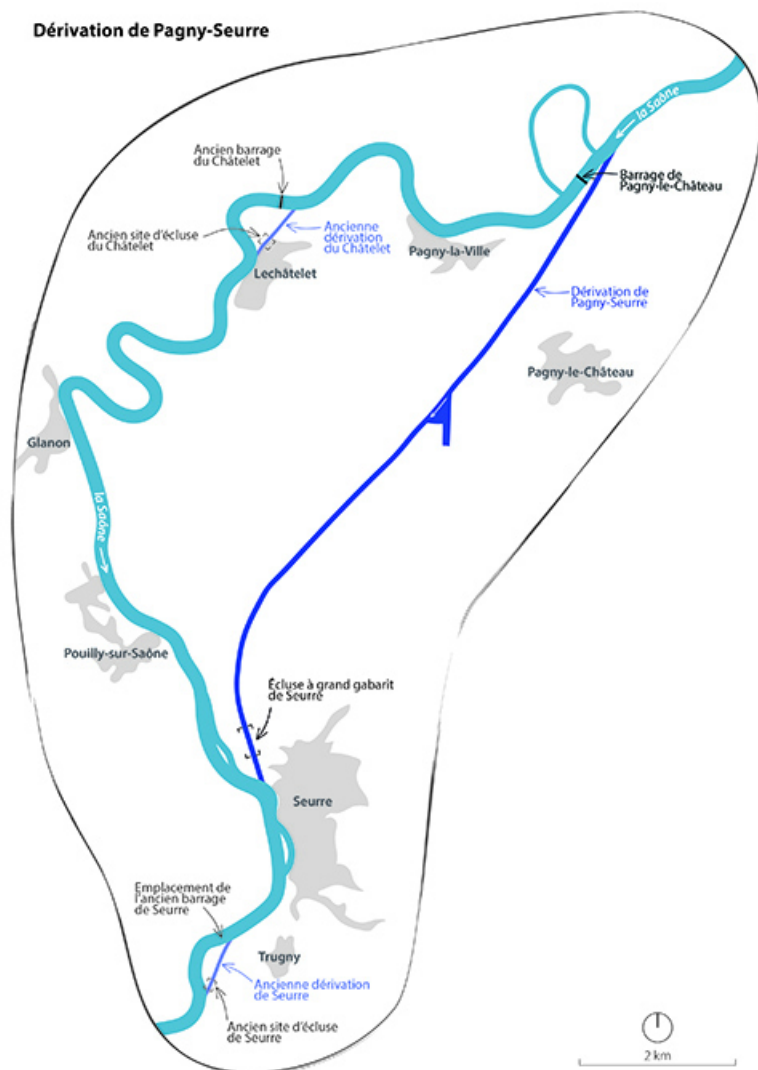 Dérivation de Pagny-Seurre
la Saône
Ancien barrage
du Châtelet
Barrage de
Pagny-le-Château
Ancien site d'écluse
du Châtelet
Ancienne
dérivation
du Châtelet
Pagny-la-Ville
Lechâtelet
Dérivation de
Pagny-Seurre
Pagny-le-Château
Glanon
la Saône
Pouilly-sur-Saône
Écluse à grand gabarit
de Seurre
Seurre
Emplacement de
l'ancien barrage
de Seurre
Trugny
Ancienne dérivation
de Seurre
Ancien site d'écluse
de Seurre
2 km